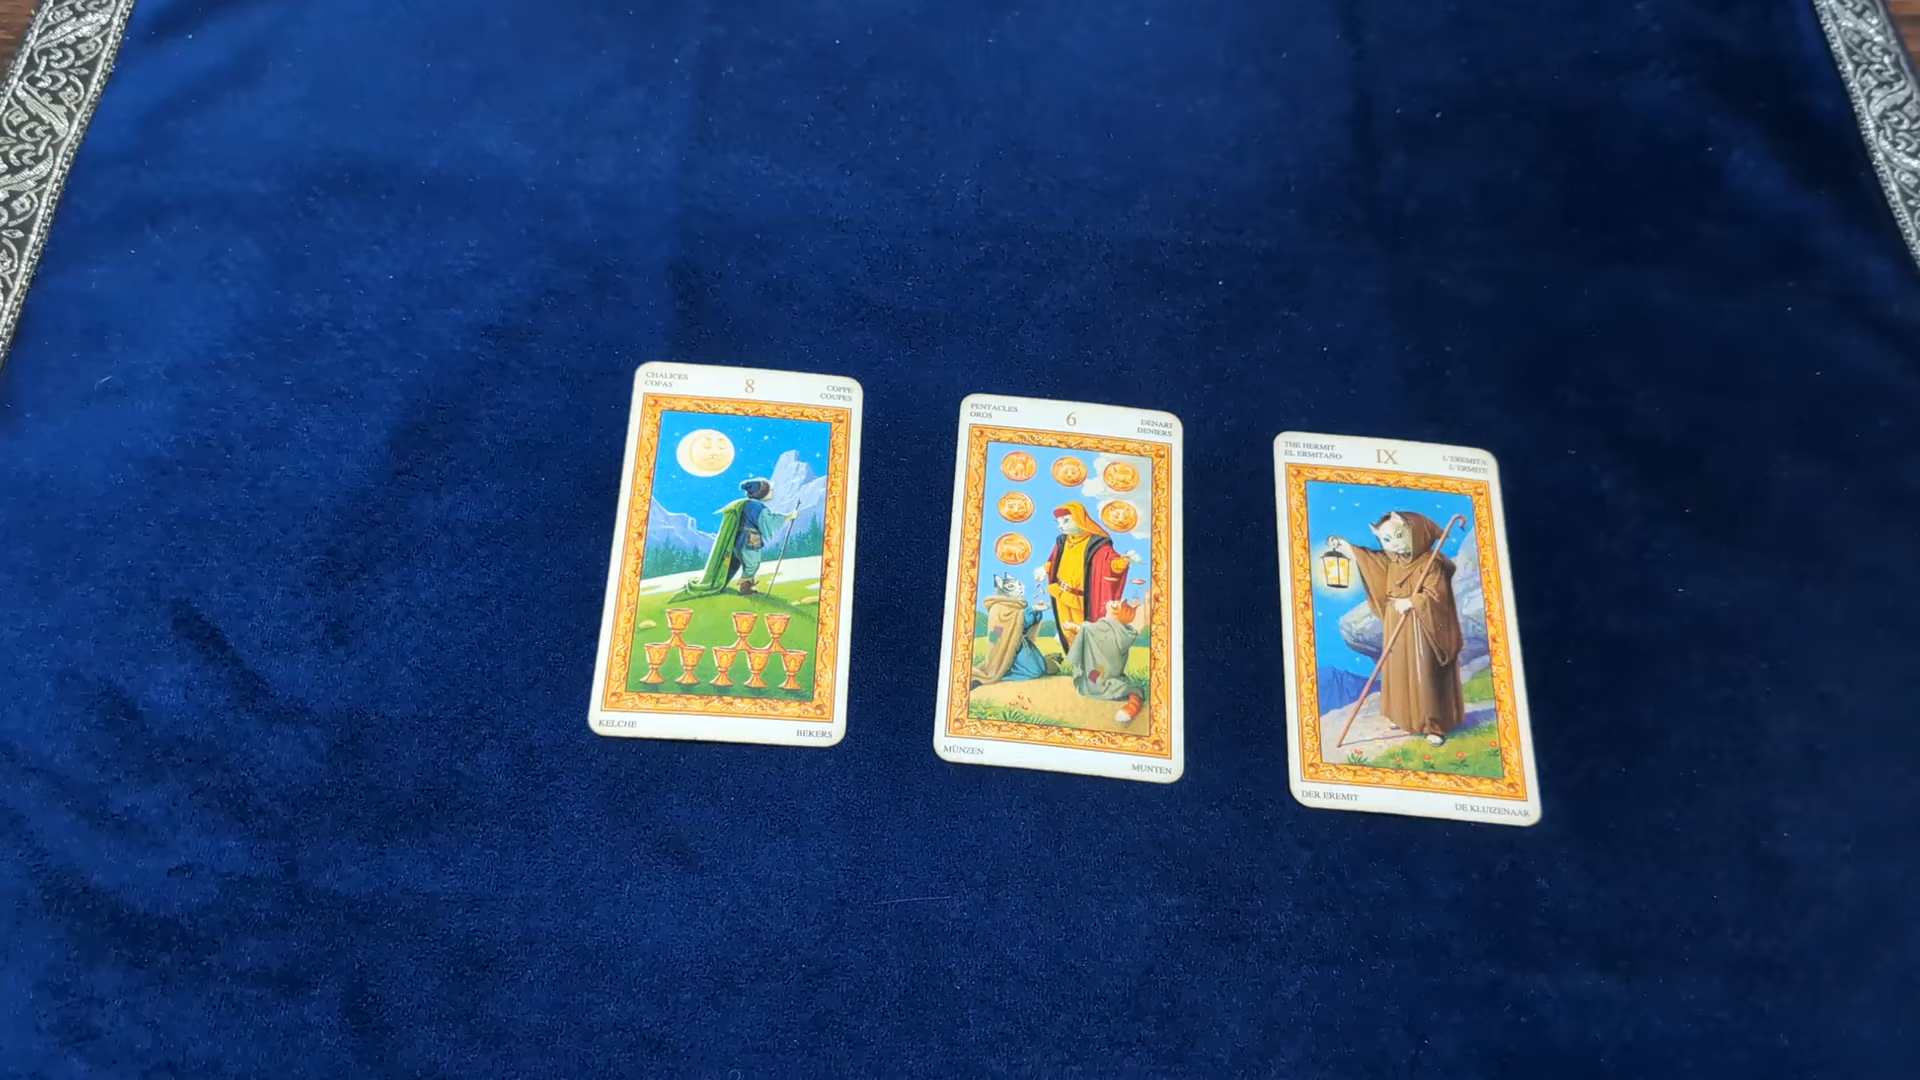 CHALICES
COPAS
8
COPPE
COUPES
KELCHE
BEKERS
PENTACLES
OROS
6
DENARI
DENIERS
MÜNZEN
MUNTEN
THE HERMIT
EL ERMITAÑO
IX
L'EREMITA
L'ERMITE
DER EREMIT
DE KLUIZENAAR